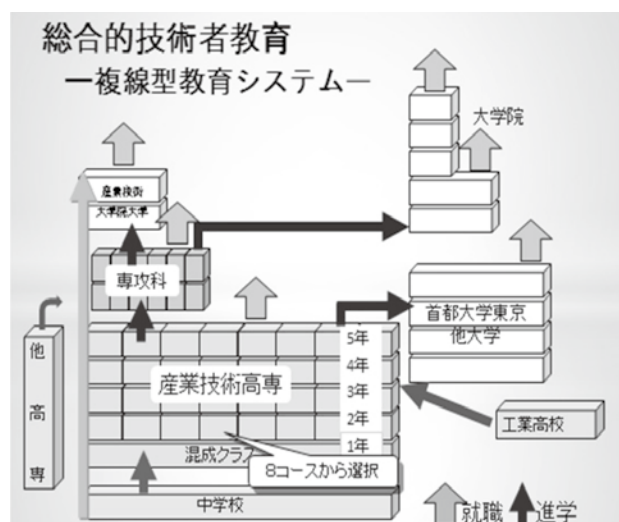 総合的技術者教育
―複線型教育システム―
大学院
産業技術
大学院大学
専攻科
首都大学東京
他大学
他高専
5年
4年
産業技術高専
3年
2年
1年
工業高校
混成クラス
8コースから選択
中学校
就職
進学